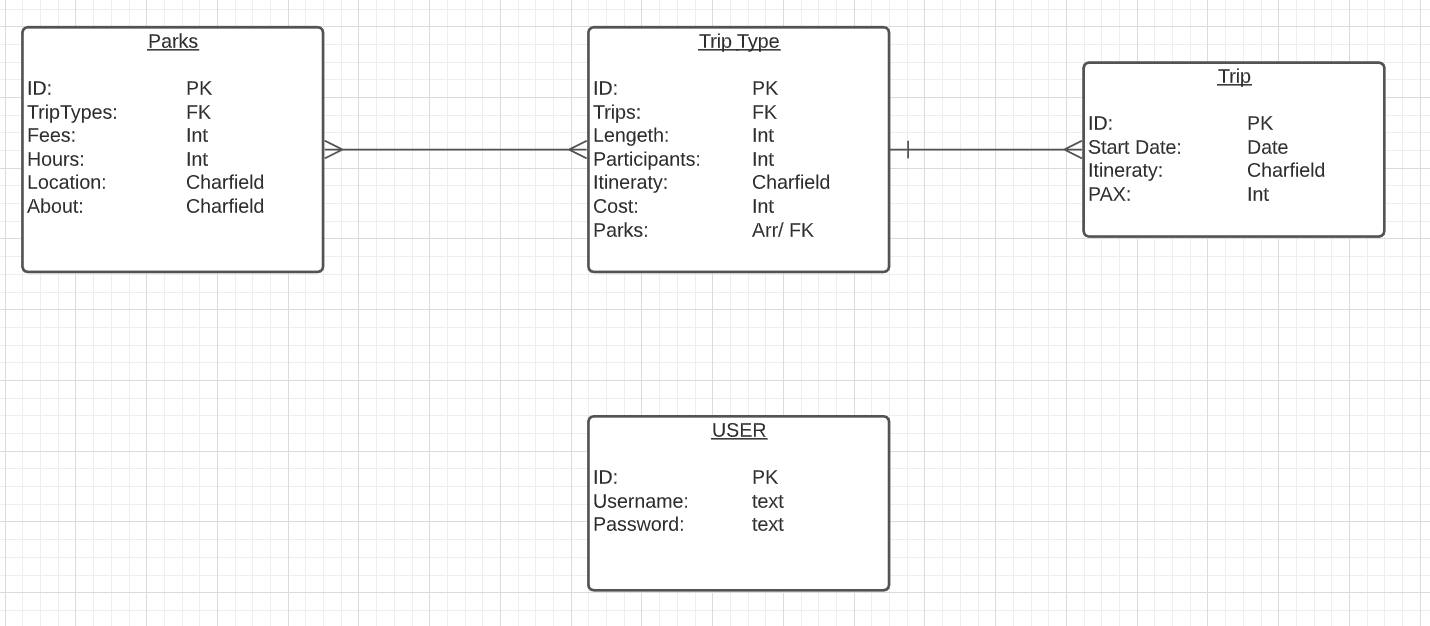 Parks
ID: PK
TripTypes: FK
Fees: Int
Hours: Int
Location: Charfield
About: Charfield
Trip Type
ID: PK
Trips: FK
Lengeth: Int
Participants: Int
Itineraty: Charfield
Cost: Int
Parks: Arr/ FK
Trip
ID: PK
Start Date: Date
Itineraty: Charfield
PAX: Int
USER
ID: PK
Username: text
Password: text